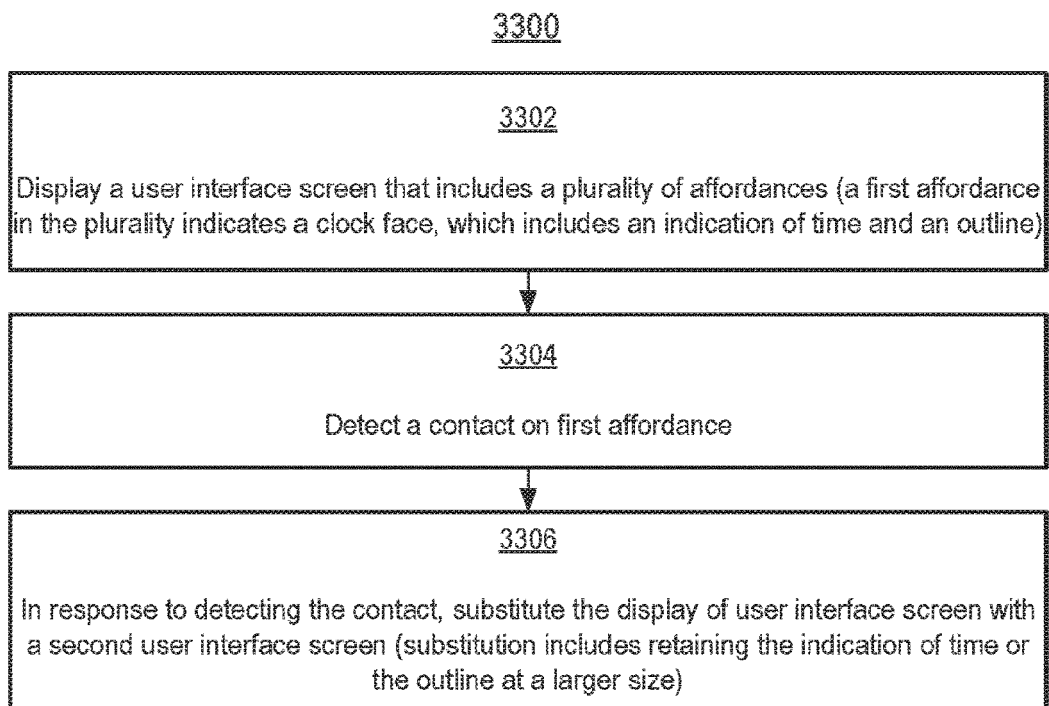 3300
3302
Display a user interface screen that includes a plurality of affordances (a first affordance
in the plurality indicates a clock face, which includes an indication of time and an outline)
3304
Detect a contact on first affordance
3306
In response to detecting the contact, substitute the display of user interface screen with
a second user interface screen (substitution includes retaining the indication of time or
the outline at a larger size)